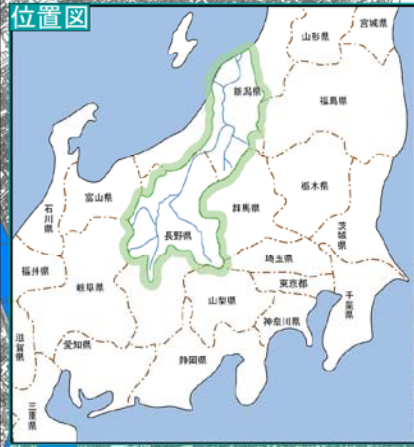 位置図
宮城県
山形県
新潟県
福島県
富山県
栃木県
石川県
群馬県
長野県
茨城県
福井県
岐阜県
埼玉県
東京都
山梨県
千葉県
神奈川県
滋賀県
愛知県
静岡県
三重県